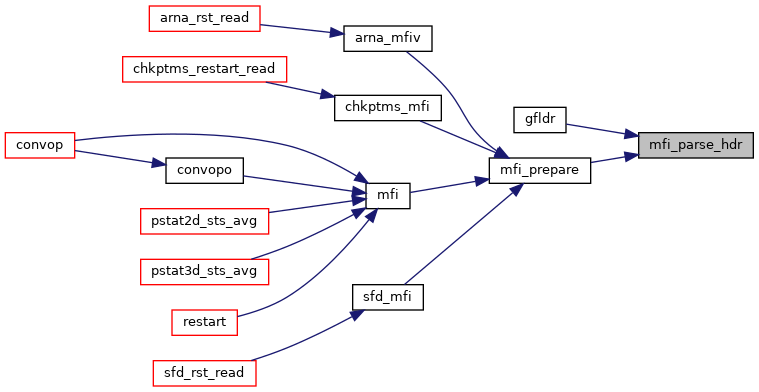 arna_rst_read
arna_mfiv
chkptms_restart_read
chkptms_mfi
gfldr
mfi_parse_hdr
convop
convopo
mfi_prepare
mfi
pstat2d_sts_avg
pstat3d_sts_avg
sfd_mfi
restart
sfd_rst_read